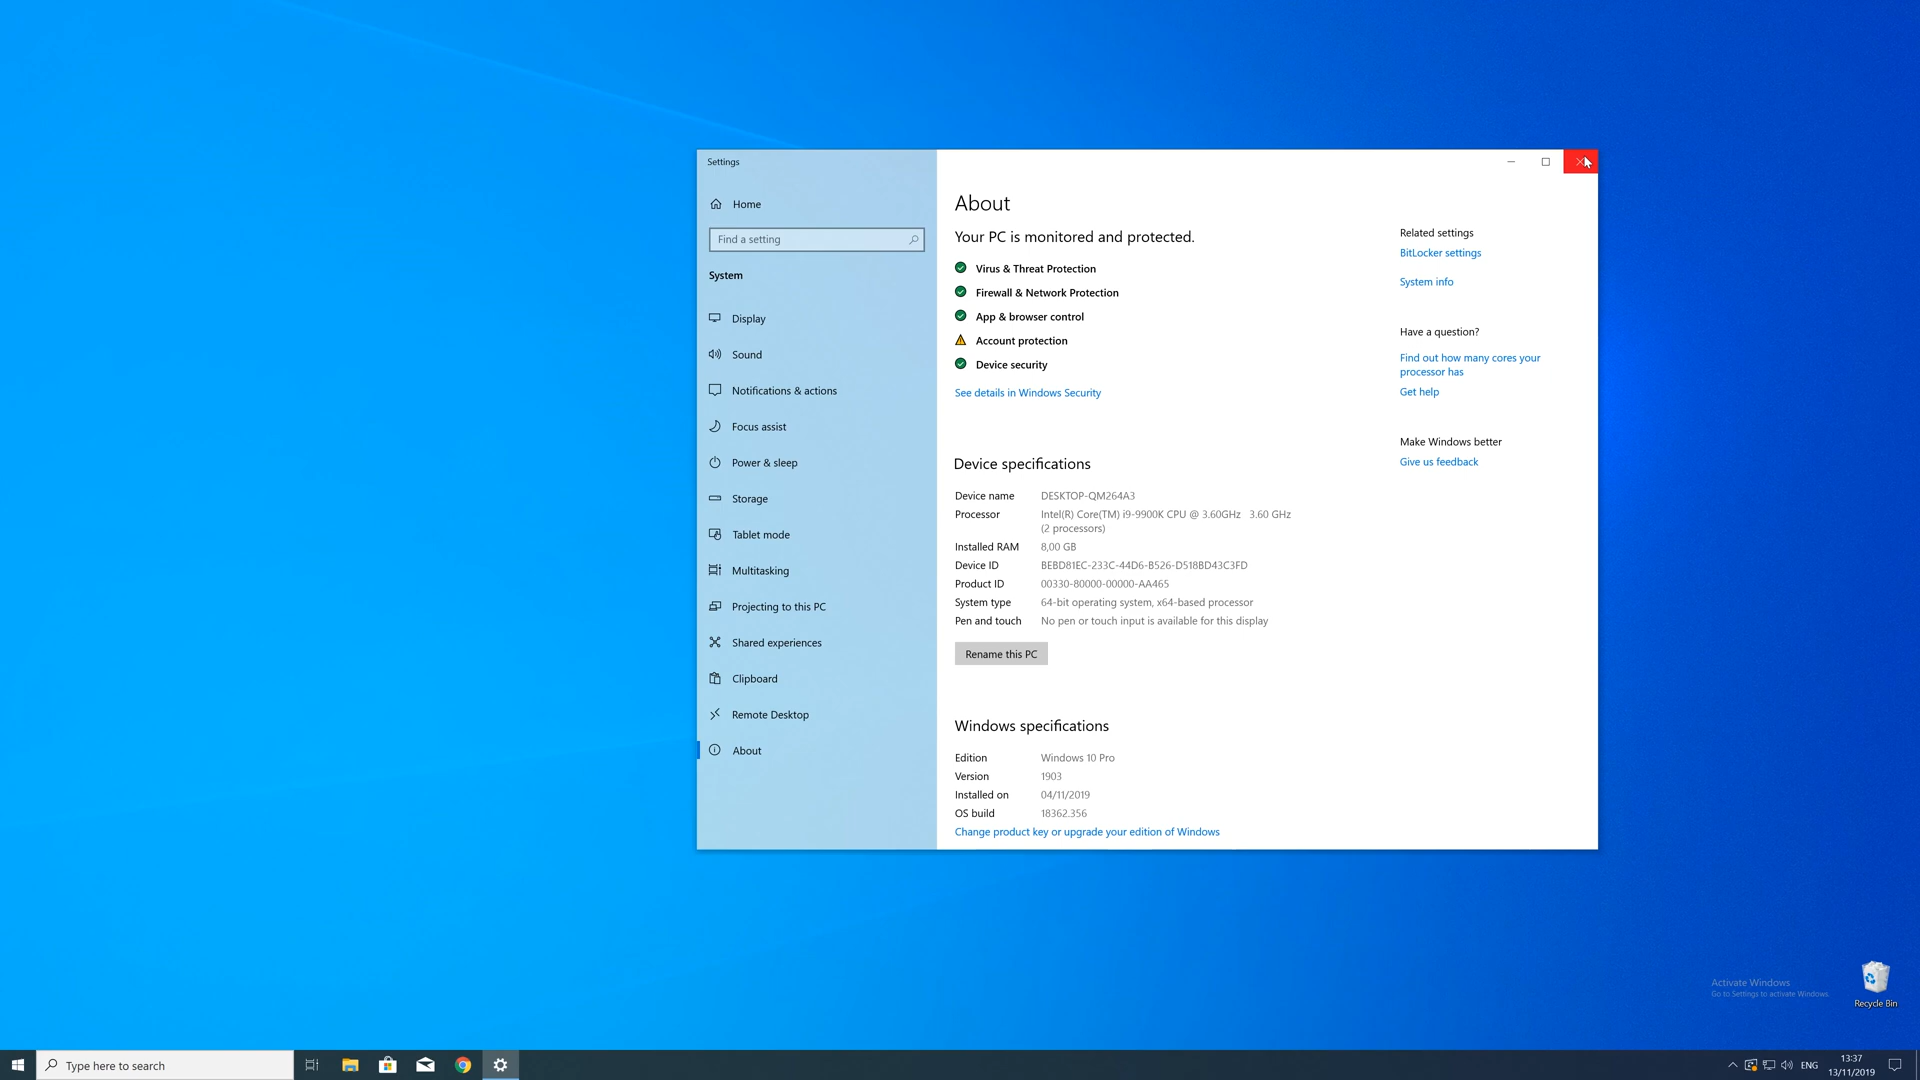 Settings
Home
Find a setting
System
Display
Sound
Notifications & actions
Focus assist
Power & sleep
Storage
Tablet mode
Multitasking
Projecting to this PC
Shared experiences
Clipboard
Remote Desktop
About
About
Your PC is monitored and protected.
Virus & Threat Protection
Firewall & Network Protection
App & browser control
Account protection
Device security
See details in Windows Security
Device specifications
Device name DESKTOP-QM264A3
Processor Intel(R) Core(TM) i9-9900K CPU @ 3.60GHz 3.60 GHz
(2 processors)
Installed RAM 8,00 GB
Device ID BEBD81EC-233C-44D6-B526-D518BD43C3FD
Product ID 00330-80000-00000-AA465
System type 64-bit operating system, x64-based processor
Pen and touch No pen or touch input is available for this display
Rename this PC
Windows specifications
Edition Windows 10 Pro
Version 1903
Installed on 04/11/2019
OS build 18362.356
Change product key or upgrade your edition of Windows
Related settings
BitLocker settings
System info
Have a question?
Find out how many cores your
processor has
Get help
Make Windows better
Give us feedback
Activate Windows
Go to Settings to activate Windows.
Recycle Bin
Type here to search
ENG
13:37
13/11/2019